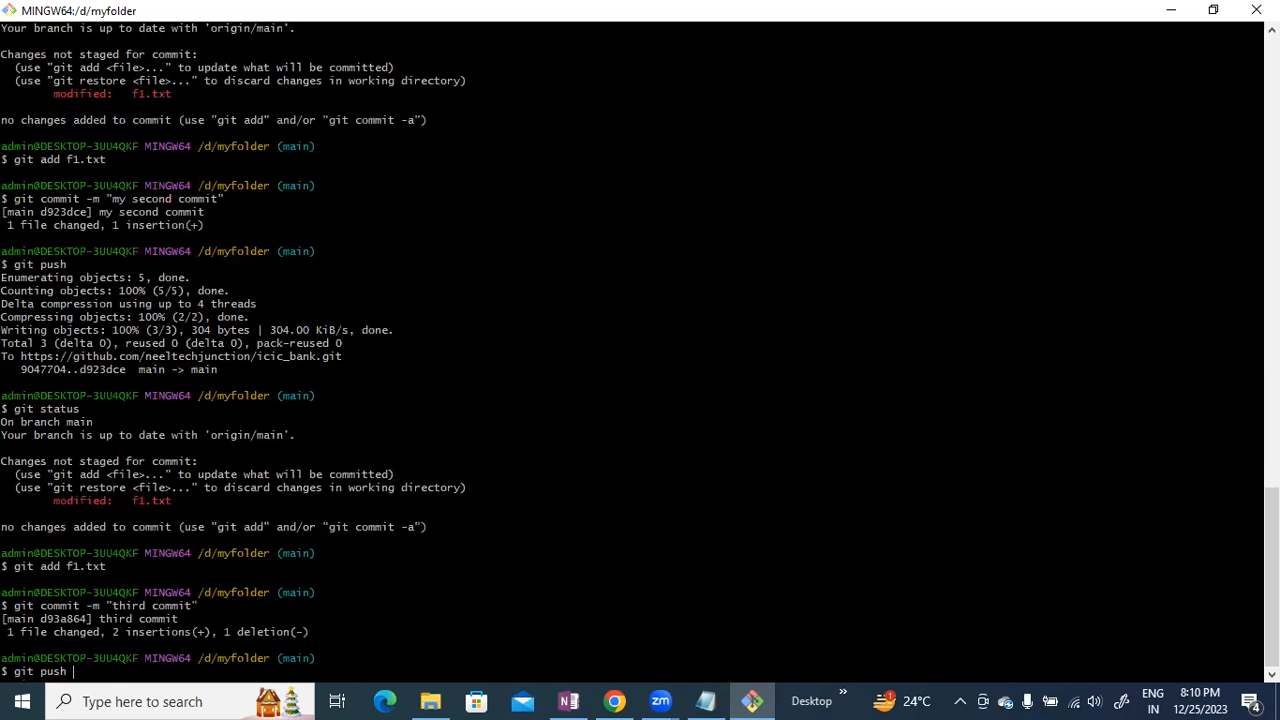 MINGW64:/d/myfolder
Your branch is up to date with 'origin/main'.
Changes not staged for commit:
(use "git add <file>..." to update what will be committed)
(use "git restore <file>..." to discard changes in working directory)
modified: f1.txt
no changes added to commit (use "git add" and/or "git commit -a")
admin@DESKTOP-3UU4QKF MINGW64 /d/myfolder (main)
$ git add f1.txt
admin@DESKTOP-3UU4QKF MINGW64 /d/myfolder (main)
$ git commit -m "my second commit"
[main d923dce] my second commit
1 file changed, 1 insertion(+)
admin@DESKTOP-3UU4QKF MINGW64 /d/myfolder (main)
$ git push
Enumerating objects: 5, done.
Counting objects: 100% (5/5), done.
Delta compression using up to 4 threads
Compressing objects: 100% (2/2), done.
Writing objects: 100% (3/3), 304 bytes | 304.00 KiB/s, done.
Total 3 (delta 0), reused 0 (delta 0), pack-reused 0
To https://github.com/neeltechjunction/icic_bank.git
9047704..d923dce main -> main
admin@DESKTOP-3UU4QKF MINGW64 /d/myfolder (main)
$ git status
On branch main
Your branch is up to date with 'origin/main'.
Changes not staged for commit:
(use "git add <file>..." to update what will be committed)
(use "git restore <file>..." to discard changes in working directory)
modified: f1.txt
no changes added to commit (use "git add" and/or "git commit -a")
admin@DESKTOP-3UU4QKF MINGW64 /d/myfolder (main)
$ git add f1.txt
admin@DESKTOP-3UU4QKF MINGW64 /d/myfolder (main)
$ git commit -m "third commit"
[main d93a864] third commit
1 file changed, 2 insertions(+), 1 deletion(-)
admin@DESKTOP-3UU4QKF MINGW64 /d/myfolder (main)
$ git push
Type here to search
Desktop
1
24°C
ENG
IN
8:10 PM
12/25/2023
4